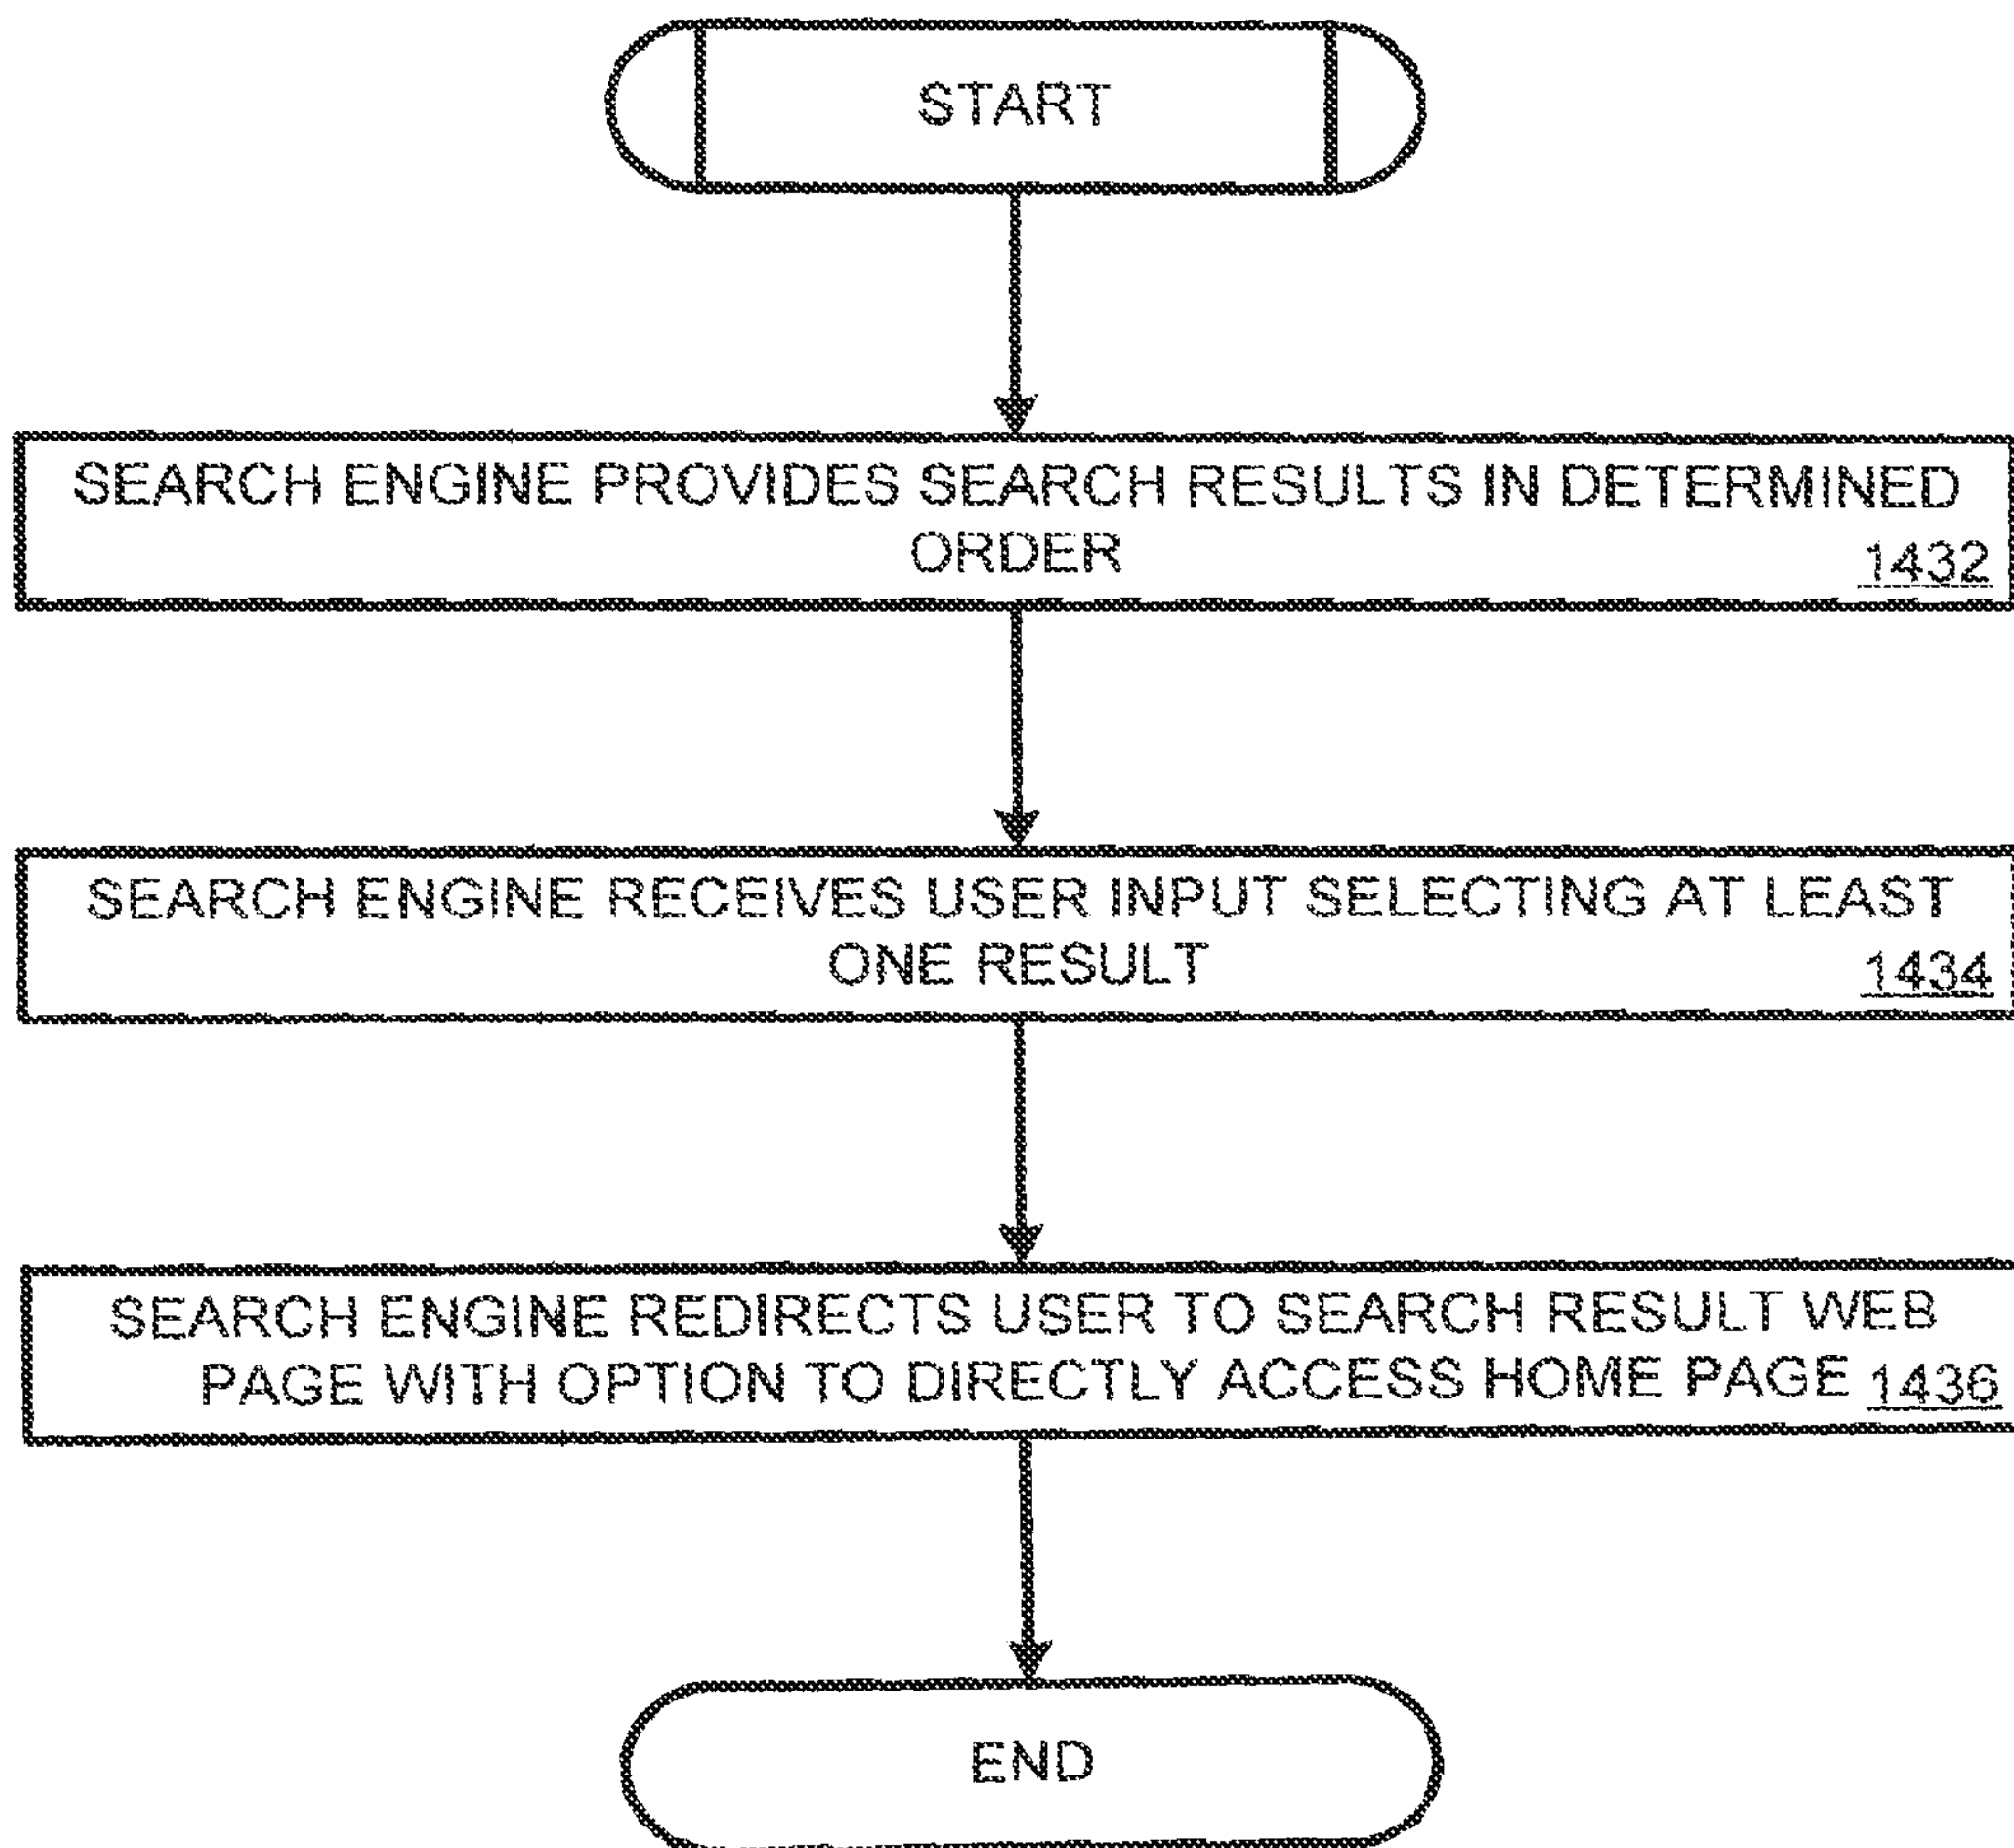 START
SEARCH ENGINE PROVIDES SEARCH RESULTS IN DETERMINED
ORDER
1432
SEARCH ENGINE RECEIVES USER INPUT SELECTING AT LEAST
ONE RESULT
1434
SEARCH ENGINE REDIRECTS USER TO SEARCH RESULT WEB
PAGE WITH OPTION TO DIRECTLY ACCESS HOME PAGE 1436
END